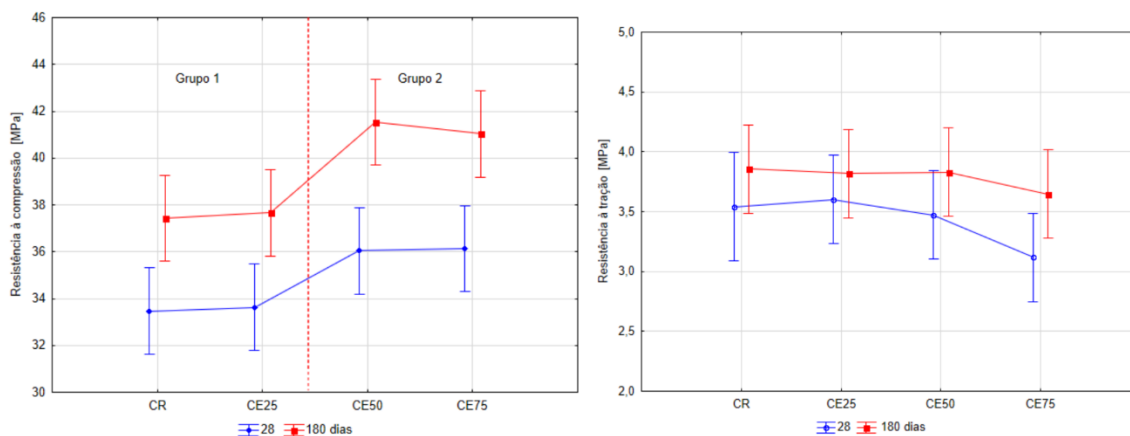 Resistência à compressão [MPa]
46
44
42
40
38
36
34
32
30
Grupo 1
Grupo 2
CR
CE25
CE50
CE75
28
180 dias
Resistência à tração [MPa]
5,0
4,0
3,5
3,0
2,5
2,0
CR
CE25
CE50
CE75
28
180 dias